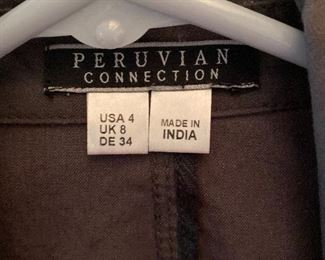 PERUVIAN
CONNECTION
USA 4
UK 8
DE 34
MADE IN
INDIA